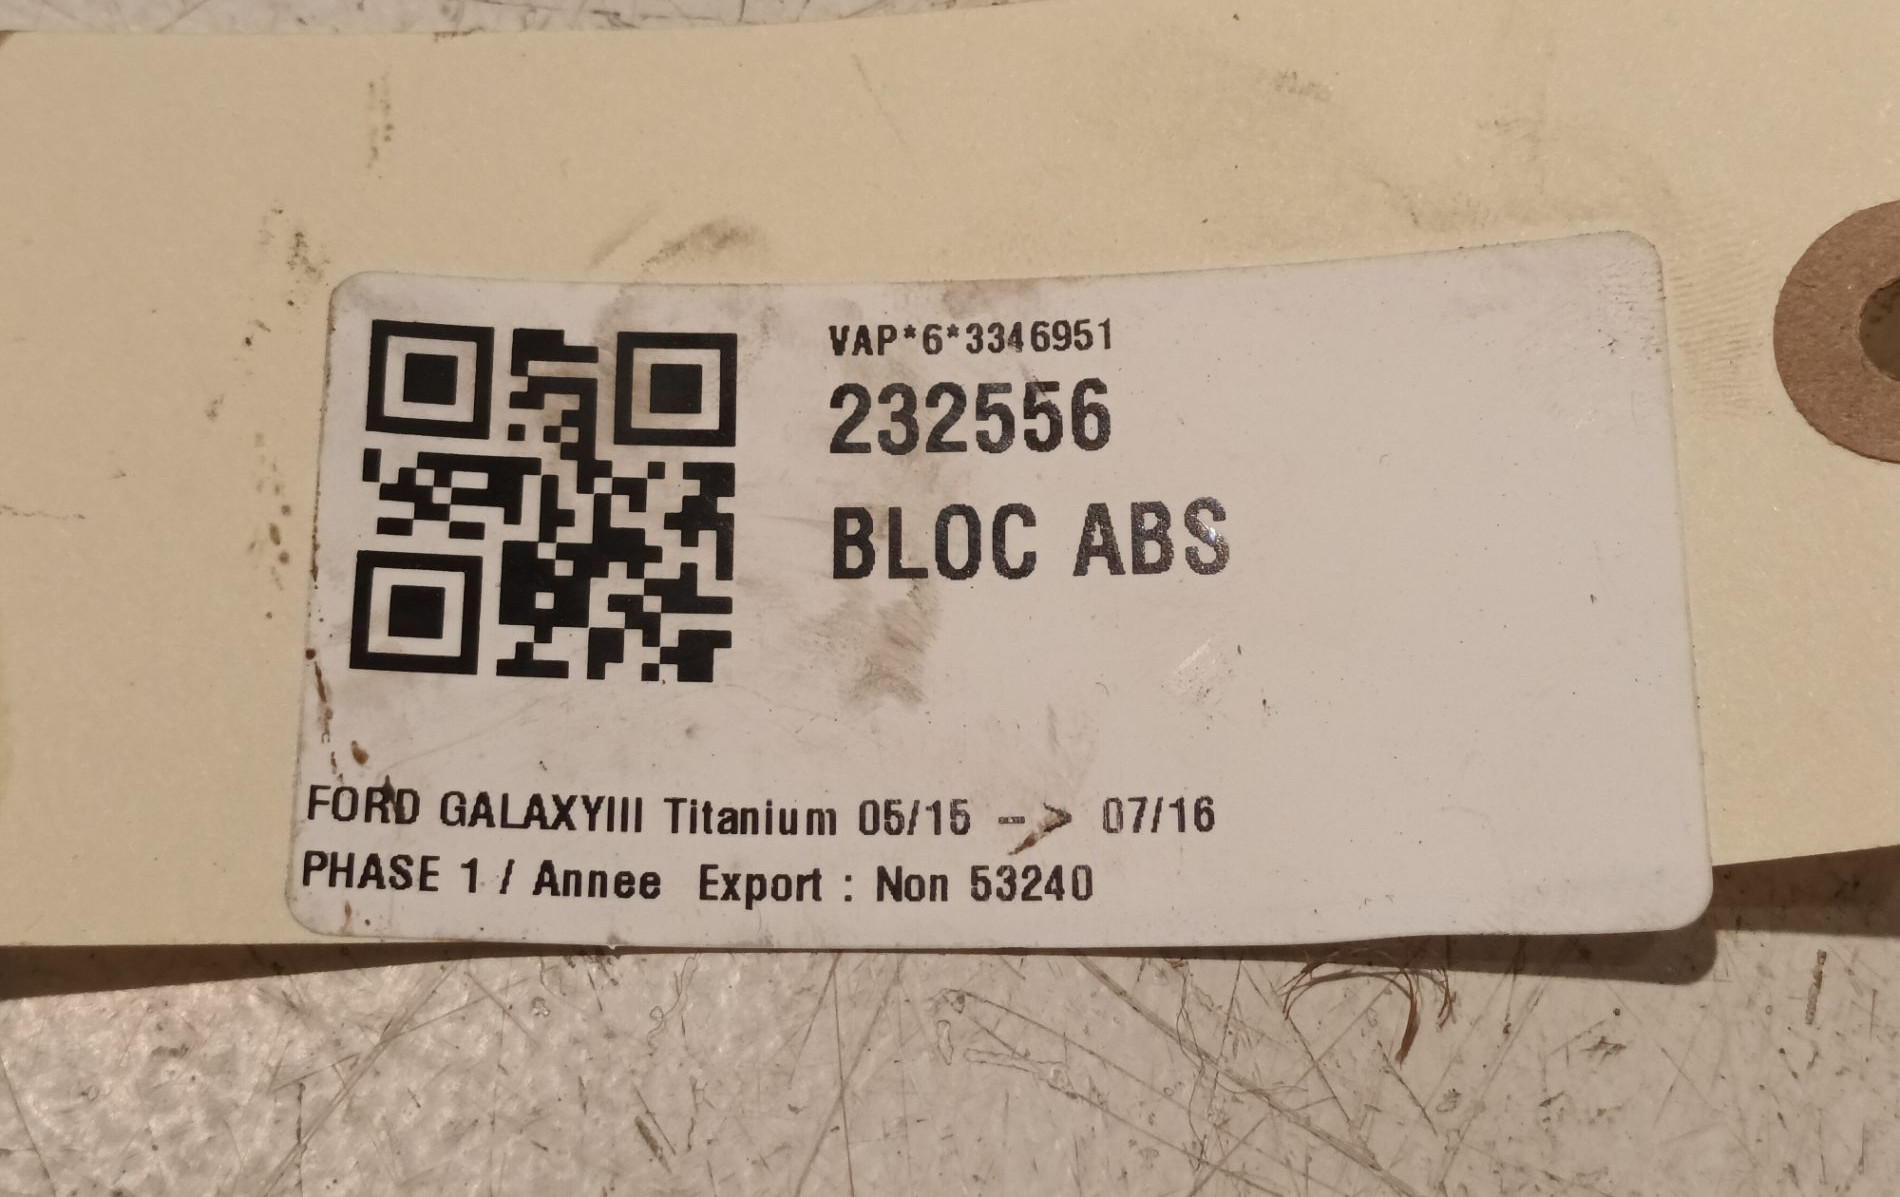 VAP*6*3346951
232556
BLOC ABS
FORD GALAXYIII Titanium 05/15 -> 07/16
PHASE 1 / Annee Export : Non 53240